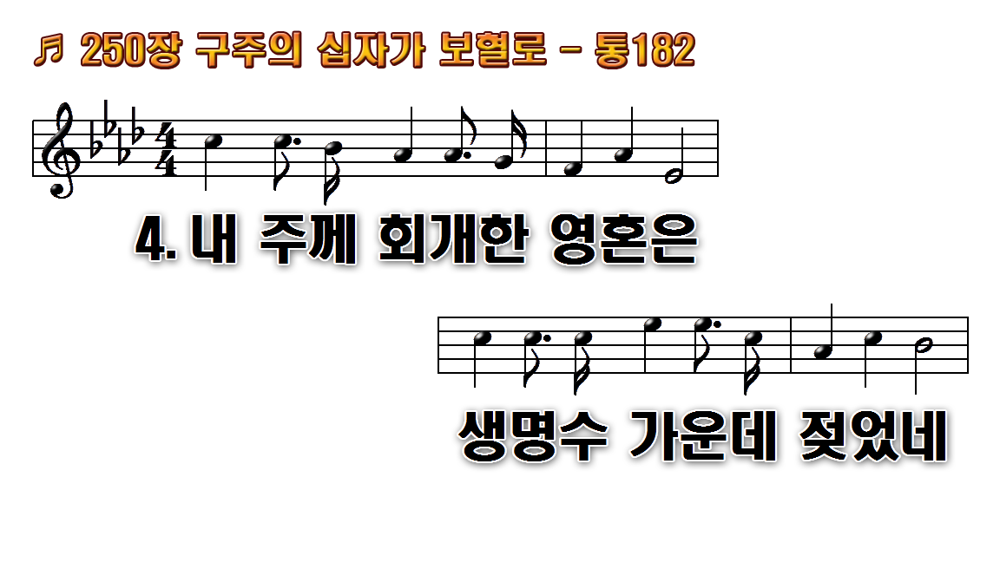 ♬ 250장 구주의 십자가 보혈로 - 통182
4. 내 주께 회개한 영혼은
생명수 가운데 젖었네